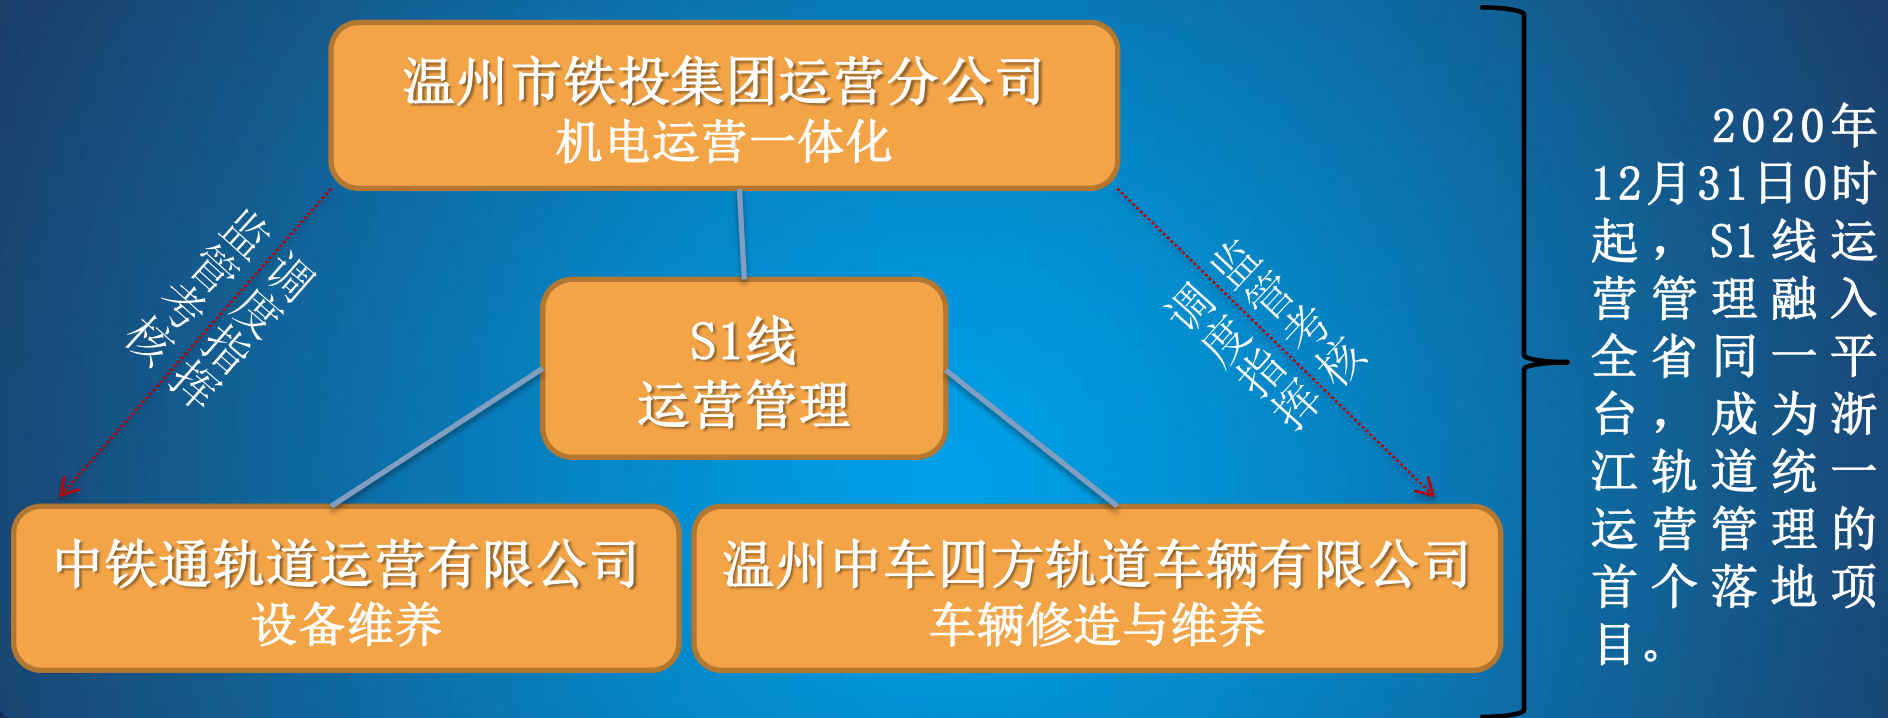 温州市铁投集团运营分公司
机电运营一体化
监管考核
调度指挥
监管考核
调度指挥
S1线
运营管理
中铁通轨道运营有限公司
设备维养
温州中车四方轨道车辆有限公司
车辆修造与维养
2020年
12月31日0时
起，S1线运
营管理融入
全省同一平
台，成为浙
江轨道统一
运营管理的
首个落地项
目。